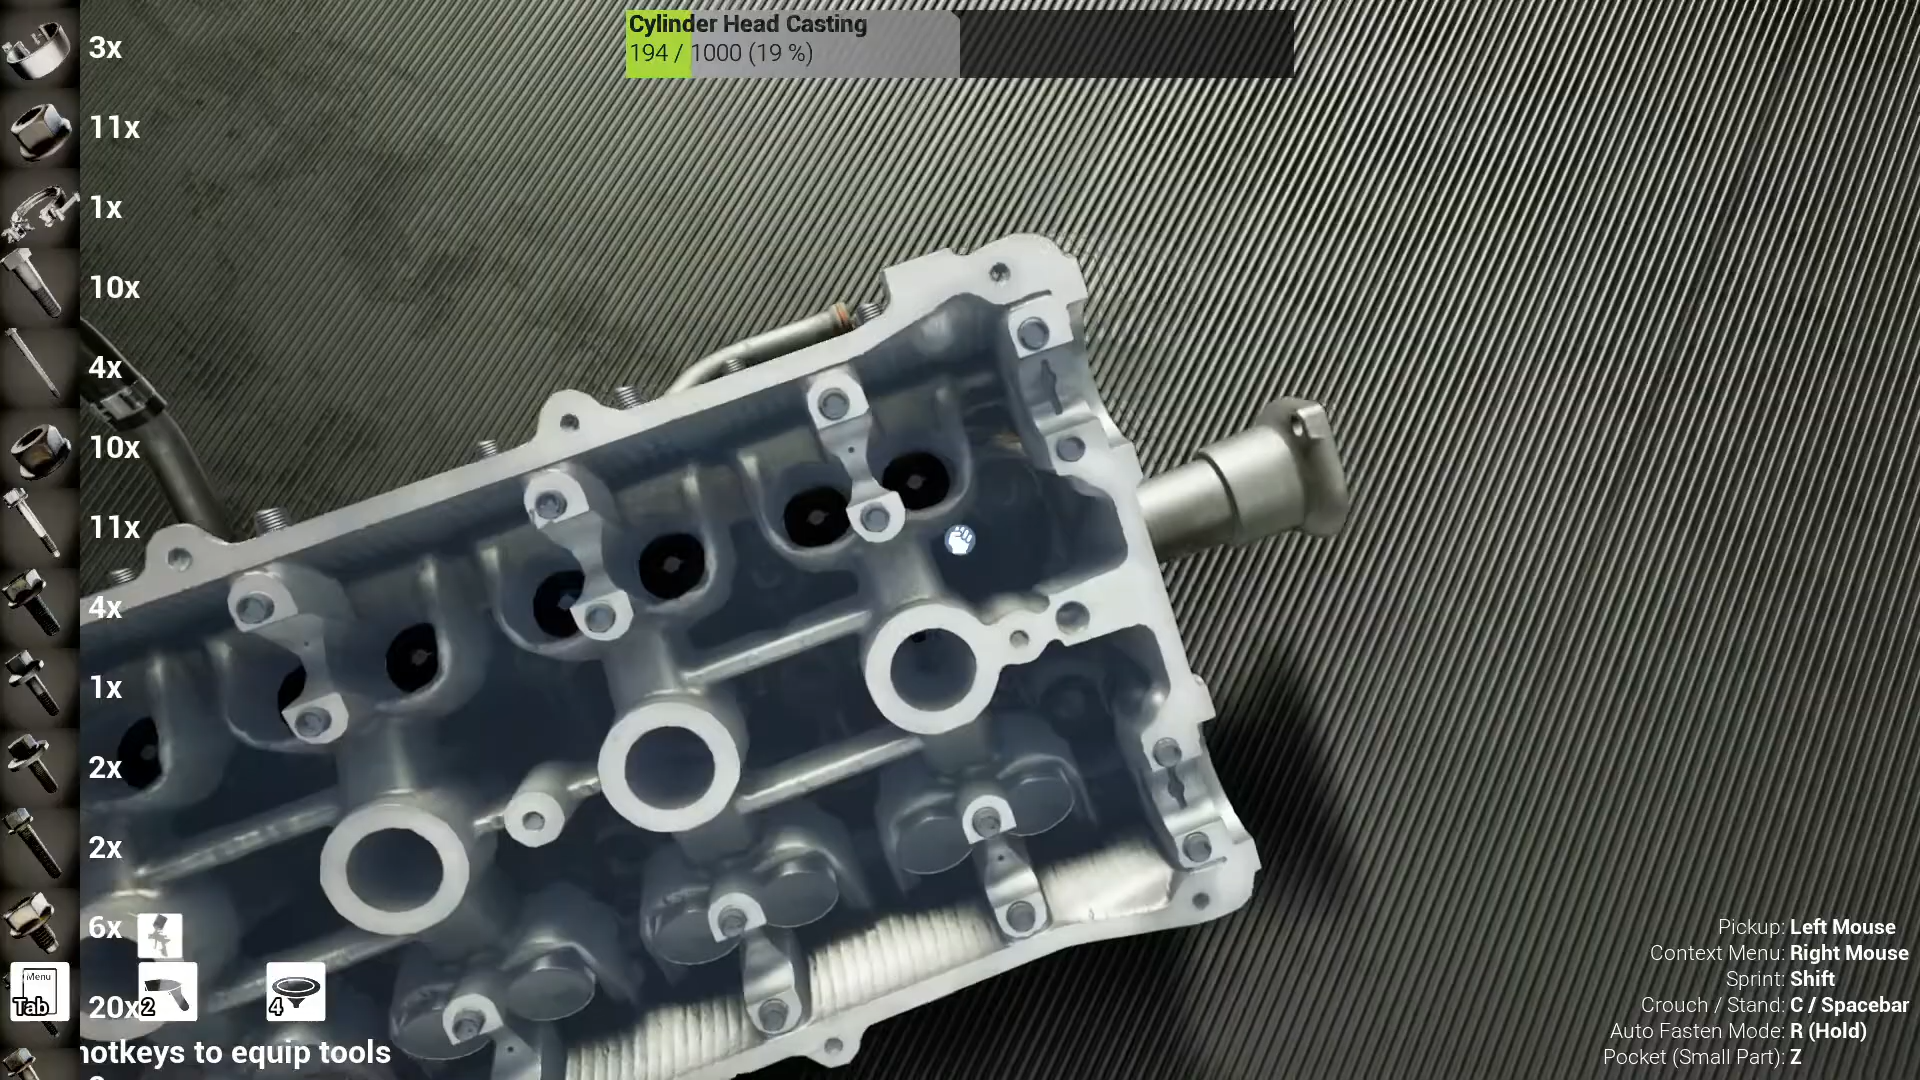 Cylinder Head Casting
194 / 1000 (19 %)
3x
11x
1x
10x
4x
10x
11x
4x
1x
2x
2x
6x
20x
Menu
Tab
2
4
hotkeys to equip tools
Pickup: Left Mouse
Context Menu: Right Mouse
Sprint: Shift
Crouch / Stand: C / Spacebar
Auto Fasten Mode: R (Hold)
Pocket (Small Part): Z